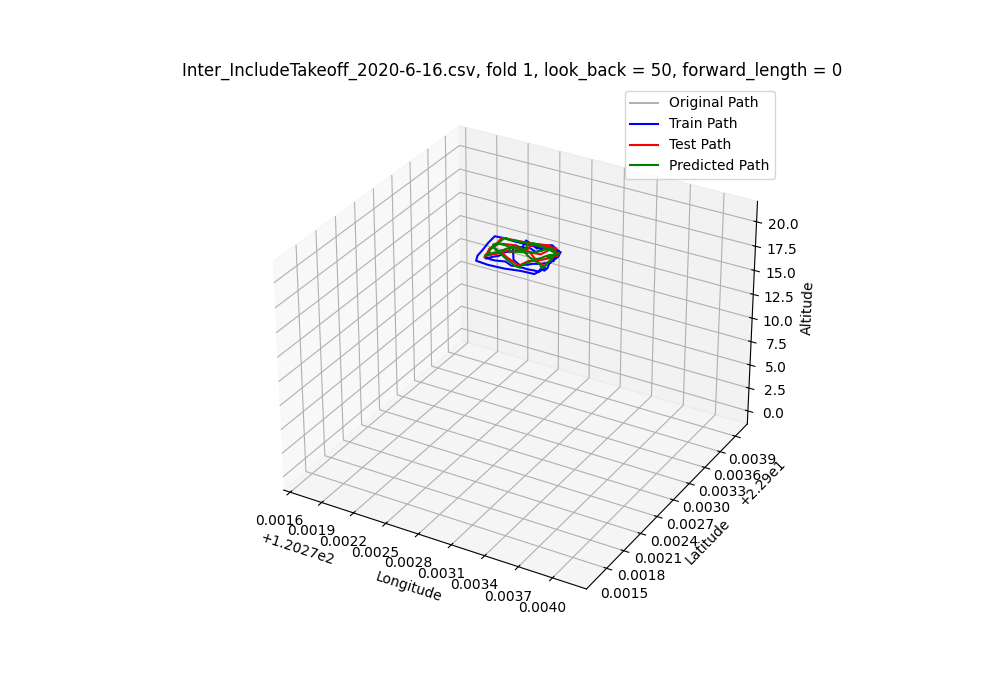 Inter_IncludeTakeoff_2020-6-16.csv, fold 1, look_back = 50, forward_length = 0
Original Path
Train Path
Test Path
Predicted Path
20.0
17.5
15.0
12.5
10.0
7.5
5.0
2.5
0.0
Altitude
0.0039
0.0036
0.0033
0.0030
0.0027
0.0024
0.0021
0.0018
0.0015
+2.29e1
Latitude
0.0016
0.0019
0.0022
0.0025
0.0028
0.0031
0.0034
0.0037
0.0040
+1.2027e2
Longitude